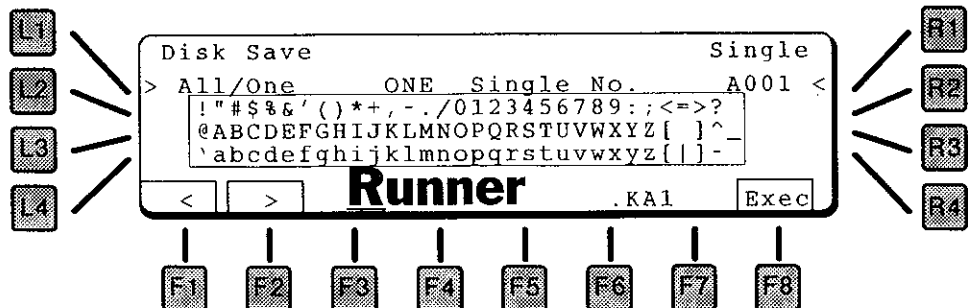 L1 R1
Disk Save Single
> All/One ONE Single No. A001 <
L2 R2
!"#$%&'()*+,-./0123456789:;<=>?
@ABCDEFGHIJKLMNOPQRSTUVWXYZ[ ]^_
L3 R3
`abcdefghijklmnopqrstuvwxyz{|}-
L4 < > Runner .KA1 Exec R4
F1 F2 F3 F4 F5 F6 F7 F8